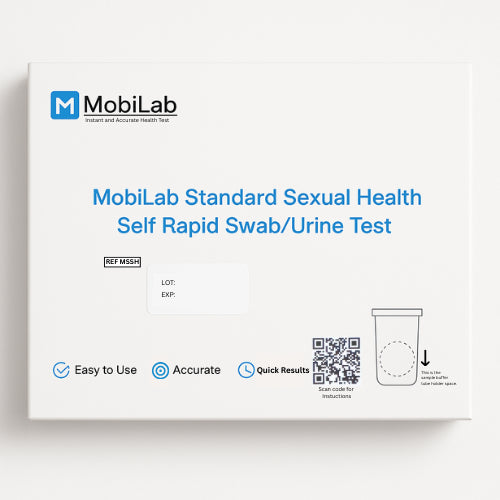 M MobiLab
Instant and Accurate Health Test
MobiLab Standard Sexual Health
Self Rapid Swab/Urine Test
REF MSSH
LOT:
EXP:
Easy to Use
Accurate
Quick Results
Scan code for
Instuctions
This is the
sample buffer
tube holder space.